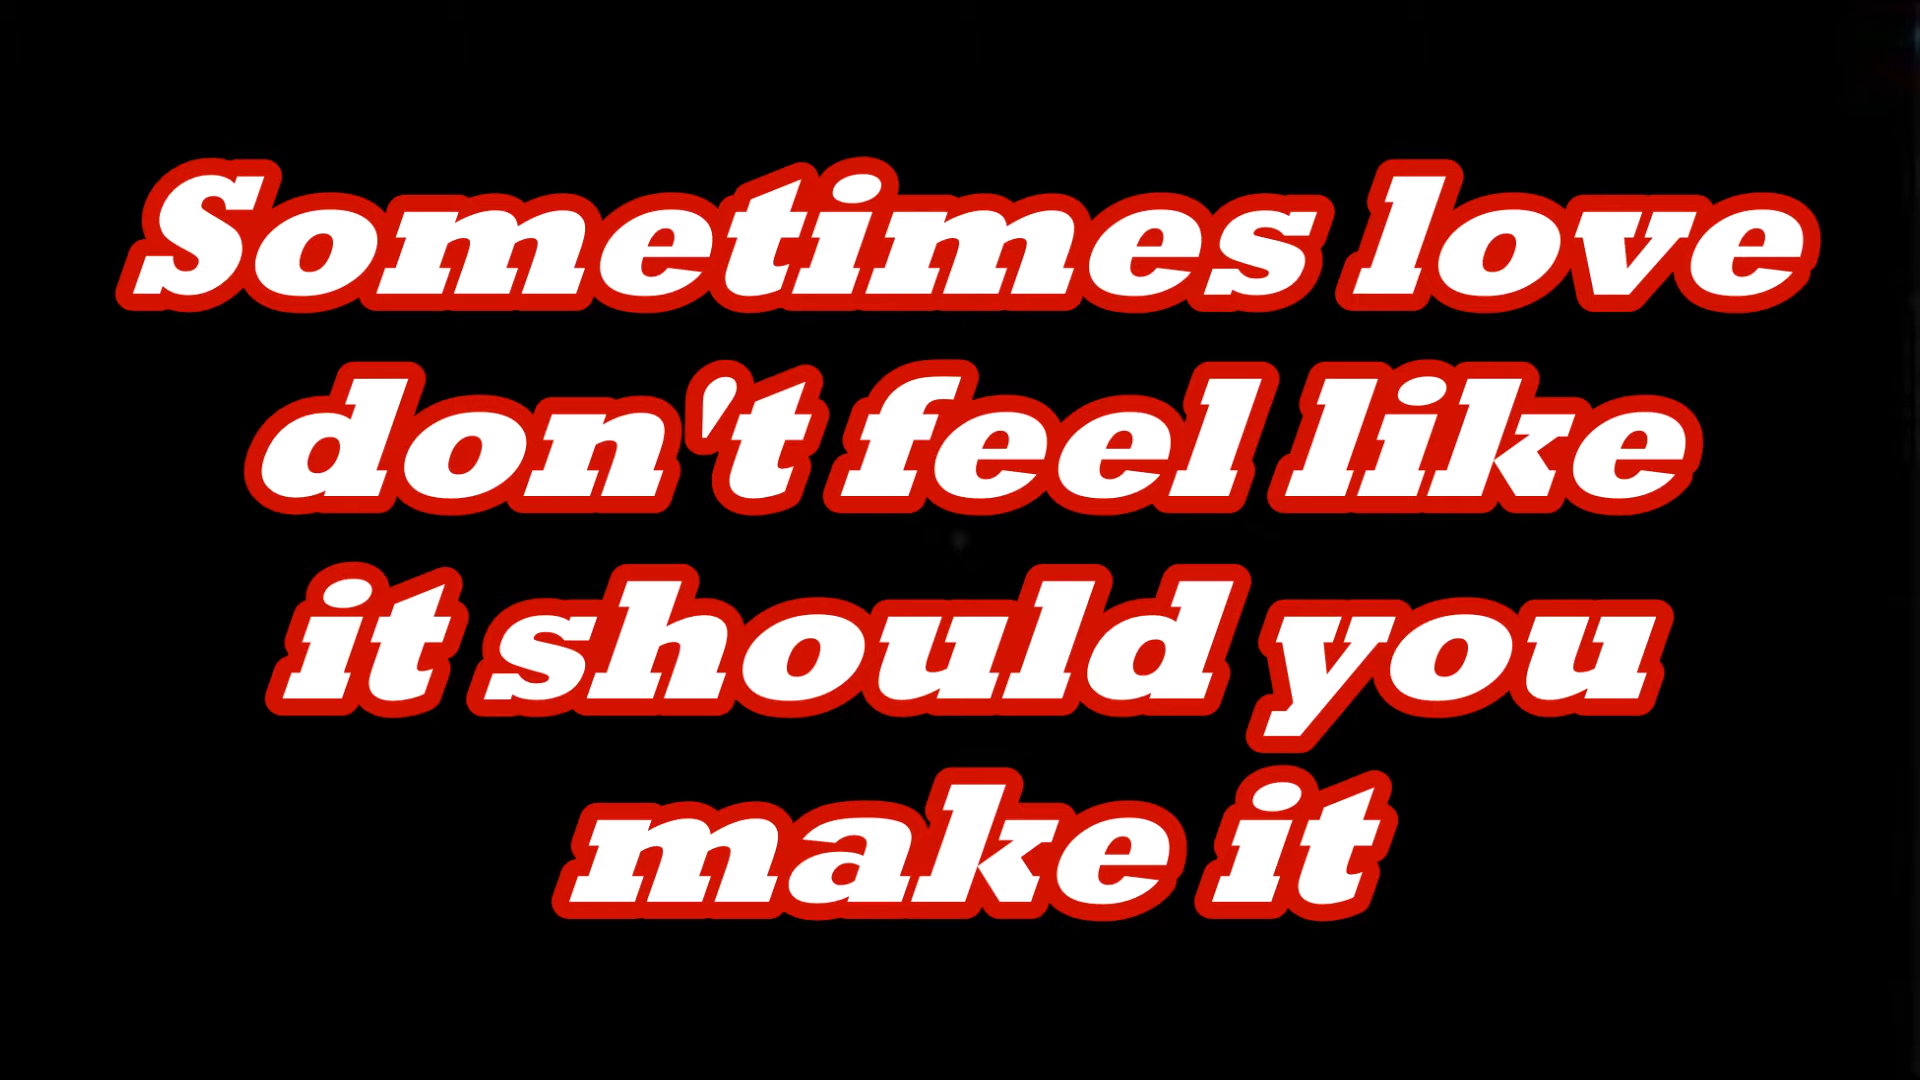 Sometimes love
don't feel like
it should you
make it